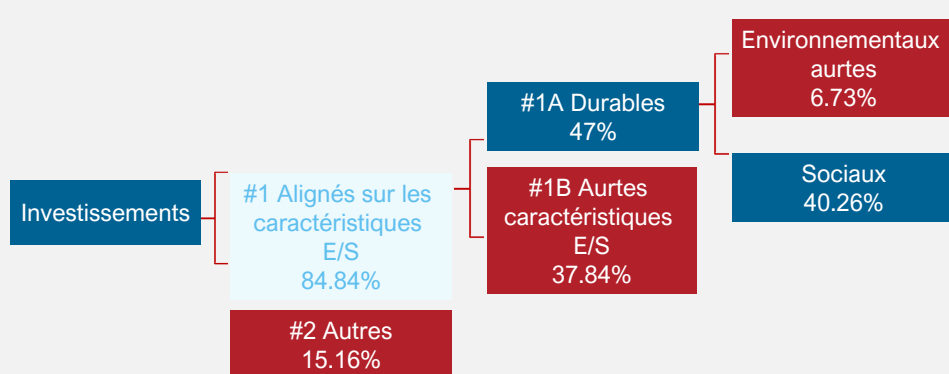 Investissements
#1 Alignés sur les
caractéristiques
E/S
84.84%
#2 Autres
15.16%
#1A Durables
47%
#1B Aurtes
caractéristiques
E/S
37.84%
Environnementaux
aurtes
6.73%
Sociaux
40.26%